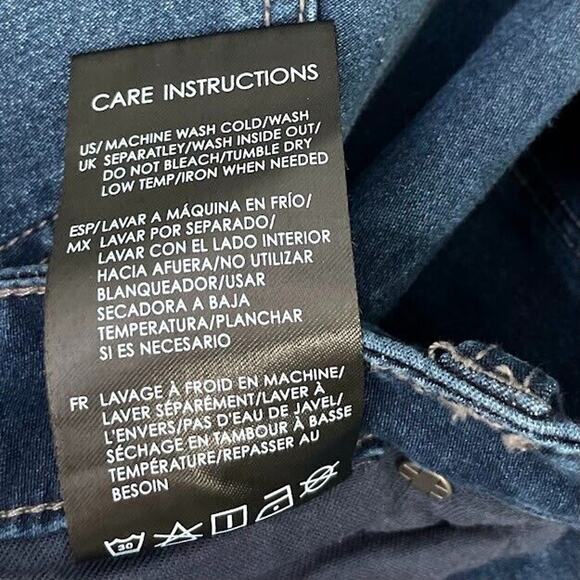 CARE INSTRUCTIONS
US/ MACHINE WASH COLD/WASH
UK SEPARATLEY/WASH INSIDE OUT/
DO NOT BLEACH/TUMBLE DRY
LOW TEMP/IRON WHEN NEEDED
ESP/ LAVAR A MÁQUINA EN FRÍO/
MX LAVAR POR SEPARADO/
LAVAR CON EL LADO INTERIOR
HACIA AFUERA/NO UTILIZAR
BLANQUEADOR/USAR
SECADORA A BAJA
TEMPERATURA/PLANCHAR
SI ES NECESARIO
FR LAVAGE À FROID EN MACHINE/
LAVER SÉPARÉMENT/LAVER À
L'ENVERS/PAS D'EAU DE JAVEL/
SÉCHAGE EN TAMBOUR À BASSE
TEMPÉRATURE/REPASSER AU
BESOIN
30